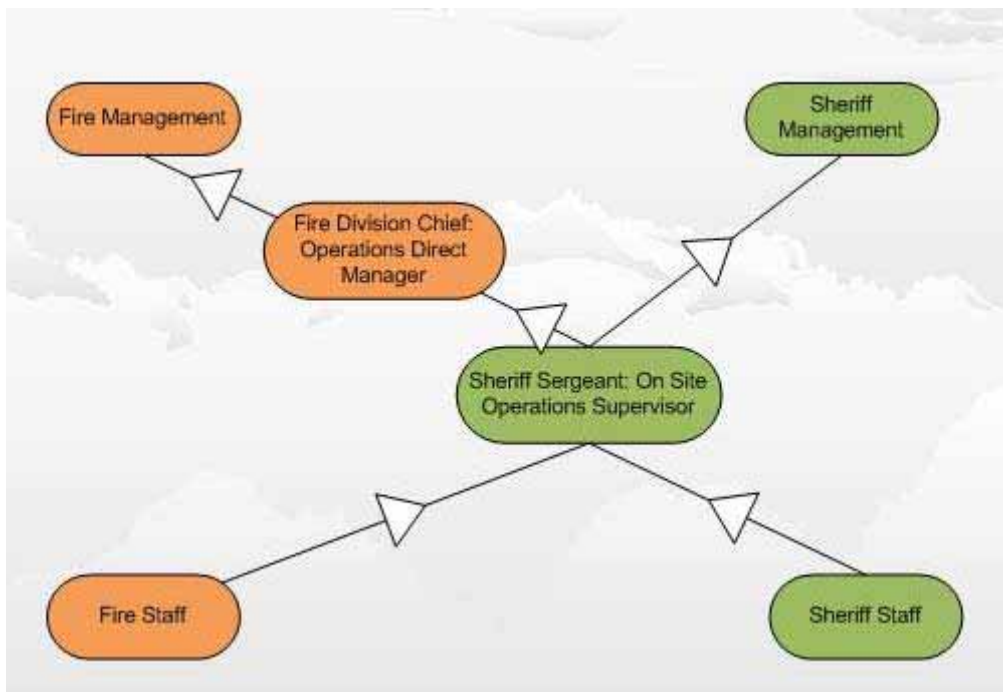 Fire Management
Sheriff
Management
Fire Division Chief:
Operations Direct
Manager
Sheriff Sergeant: On Site
Operations Supervisor
Fire Staff
Sheriff Staff